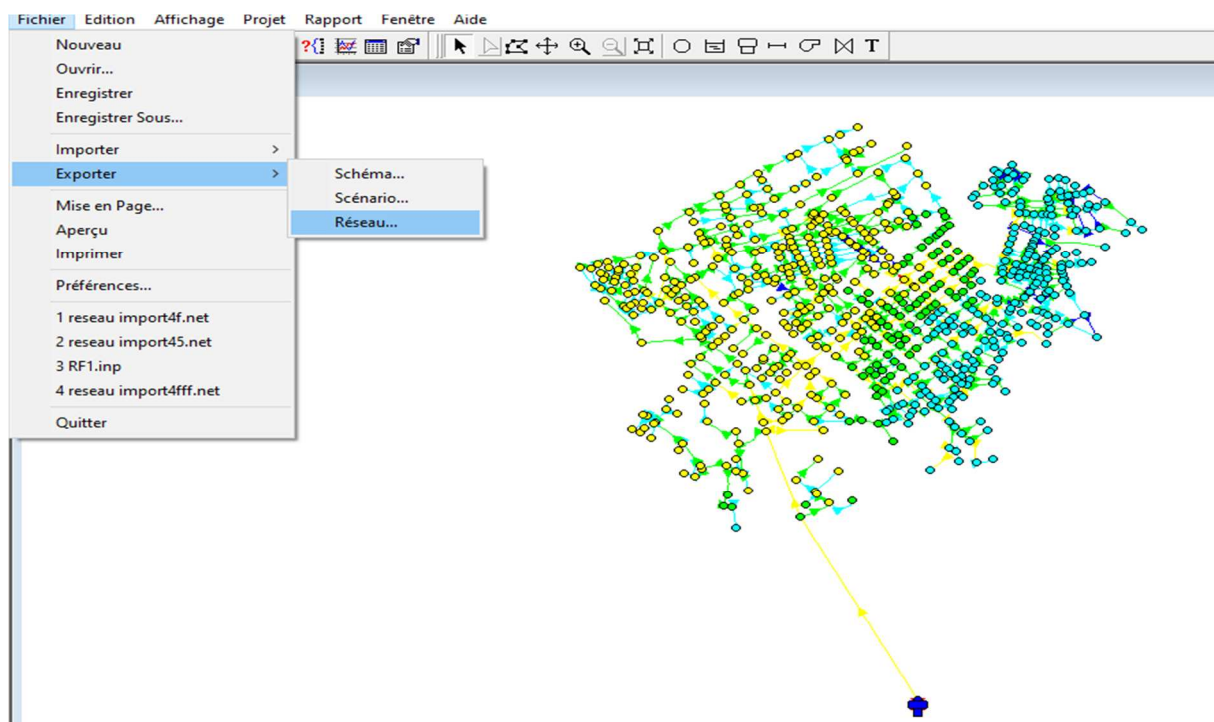 Fichier Edition Affichage Projet Rapport Fenêtre Aide
Nouveau
Ouvrir...
Enregistrer
Enregistrer Sous...
Importer >
Exporter >
Schéma...
Scénario...
Réseau...
Mise en Page...
Aperçu
Imprimer
Préférences...
1 reseau import4f.net
2 reseau import45.net
3 RF1.inp
4 reseau import4fff.net
Quitter
?{}
T